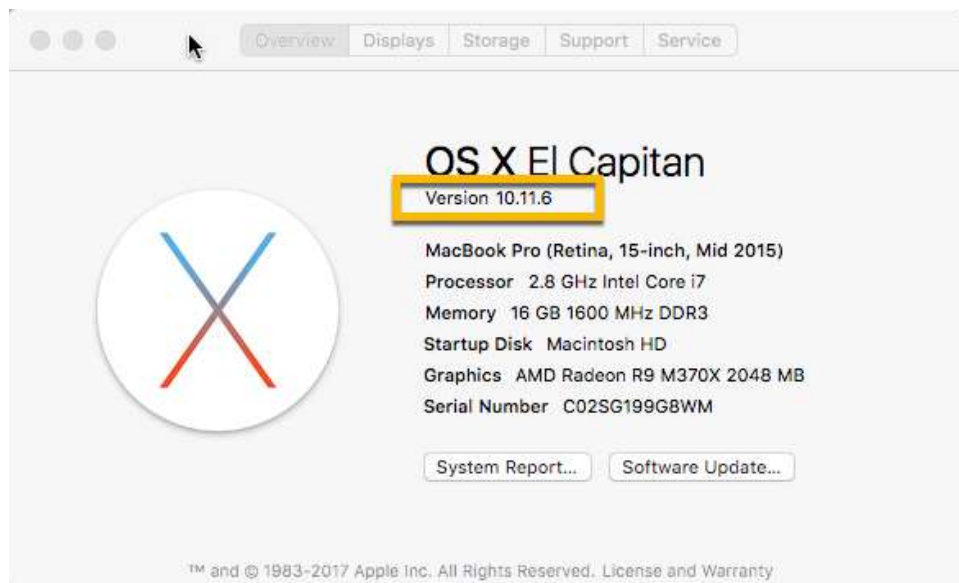 Overview Displays Storage Support Service
OS X El Capitan
Version 10.11.6
MacBook Pro (Retina, 15-inch, Mid 2015)
Processor 2.8 GHz Intel Core i7
Memory 16 GB 1600 MHz DDR3
Startup Disk Macintosh HD
Graphics AMD Radeon R9 M370X 2048 MB
Serial Number C02SG199G8WM
System Report... Software Update...
™ and © 1983-2017 Apple Inc. All Rights Reserved. License and Warranty